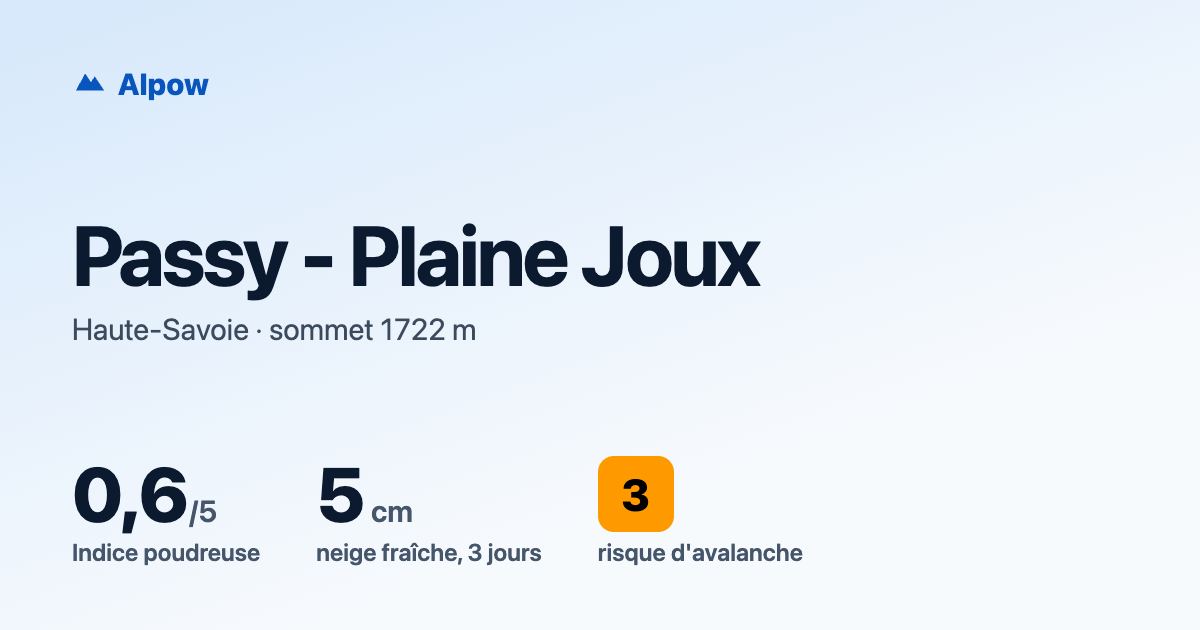 Alpow
Passy - Plaine Joux
Haute-Savoie · sommet 1722 m
0,6/5
5 cm
3
Indice poudreuse
neige fraîche, 3 jours
risque d'avalanche